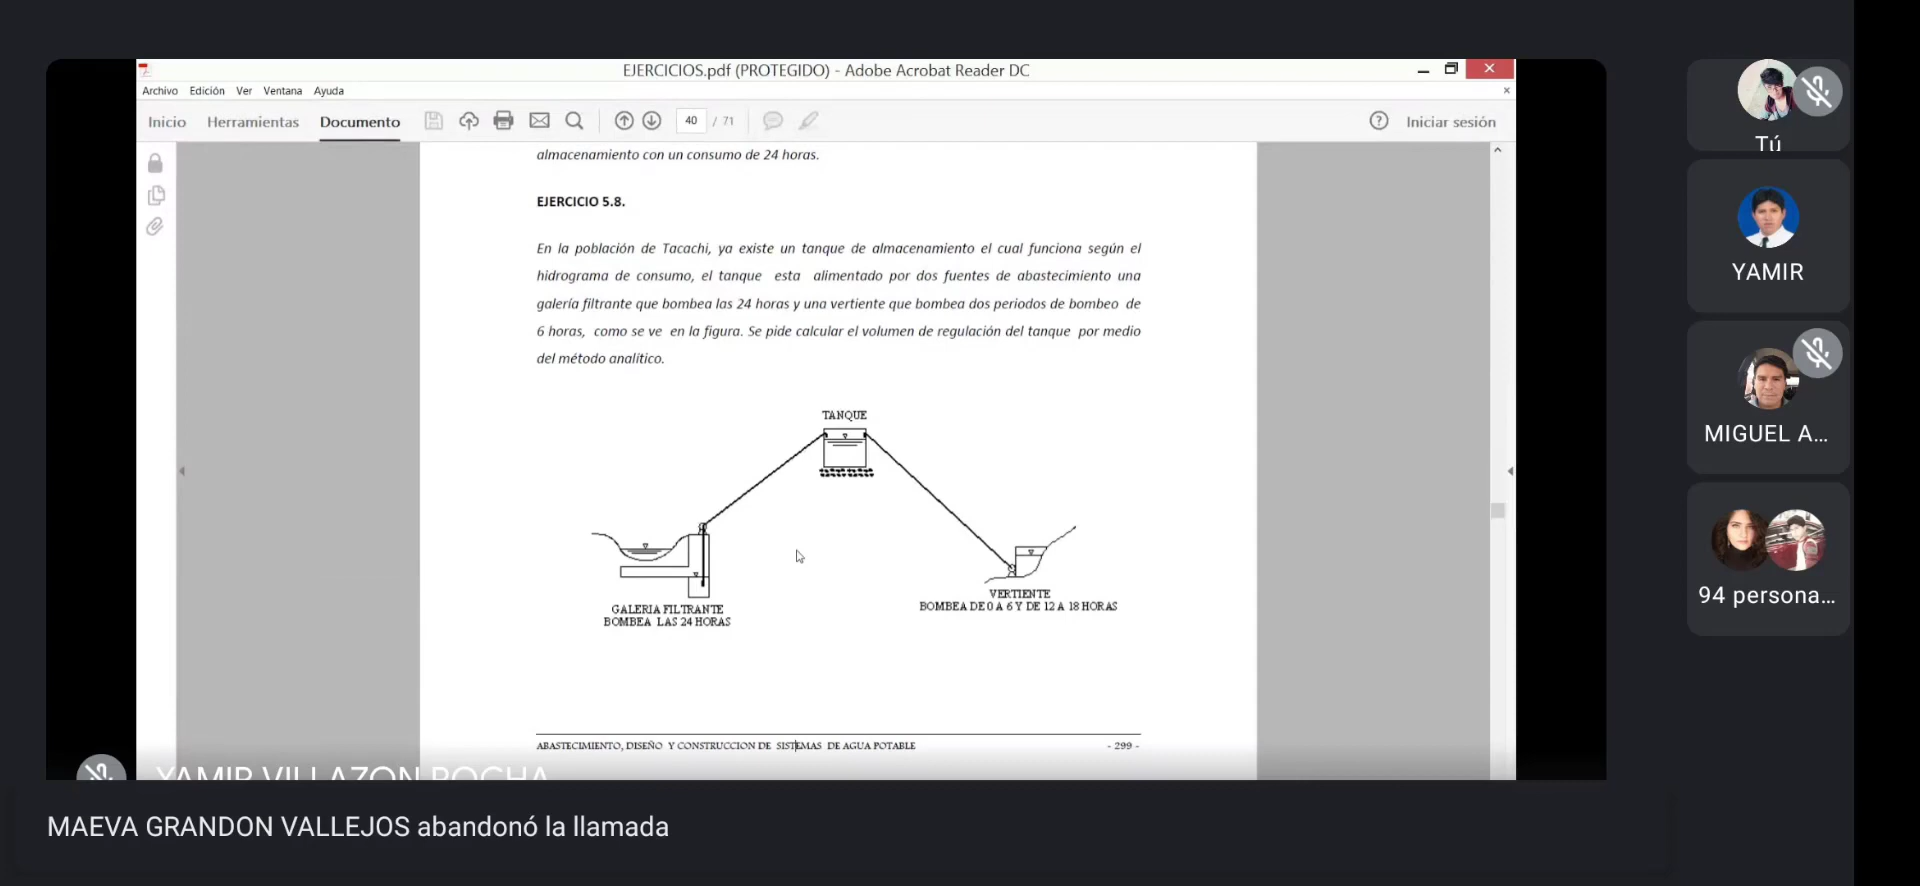 EJERCICIOS.pdf (PROTEGIDO) - Adobe Acrobat Reader DC
Archivo Edición Ver Ventana Ayuda
Inicio Herramientas Documento 40 / 71 Iniciar sesión
almacenamiento con un consumo de 24 horas.
EJERCICIO 5.8.
En la población de Tacachi, ya existe un tanque de almacenamiento el cual funciona según el
hidrograma de consumo, el tanque esta alimentado por dos fuentes de abastecimiento una
galería filtrante que bombea las 24 horas y una vertiente que bombea dos periodos de bombeo de
6 horas, como se ve en la figura. Se pide calcular el volumen de regulación del tanque por medio
del método analítico.
TANQUE
GALERIA FILTRANTE
BOMBEA LAS 24 HORAS
VERTIENTE
BOMBEA DE 0 A 6 Y DE 12 A 18 HORAS
ABASTECIMIENTO, DISEÑO Y CONSTRUCCION DE SISTEMAS DE AGUA POTABLE - 299 -
YAMIR VILLAZON ROCHA
MAEVA GRANDON VALLEJOS abandonó la llamada
Tú
YAMIR
MIGUEL A...
94 persona...